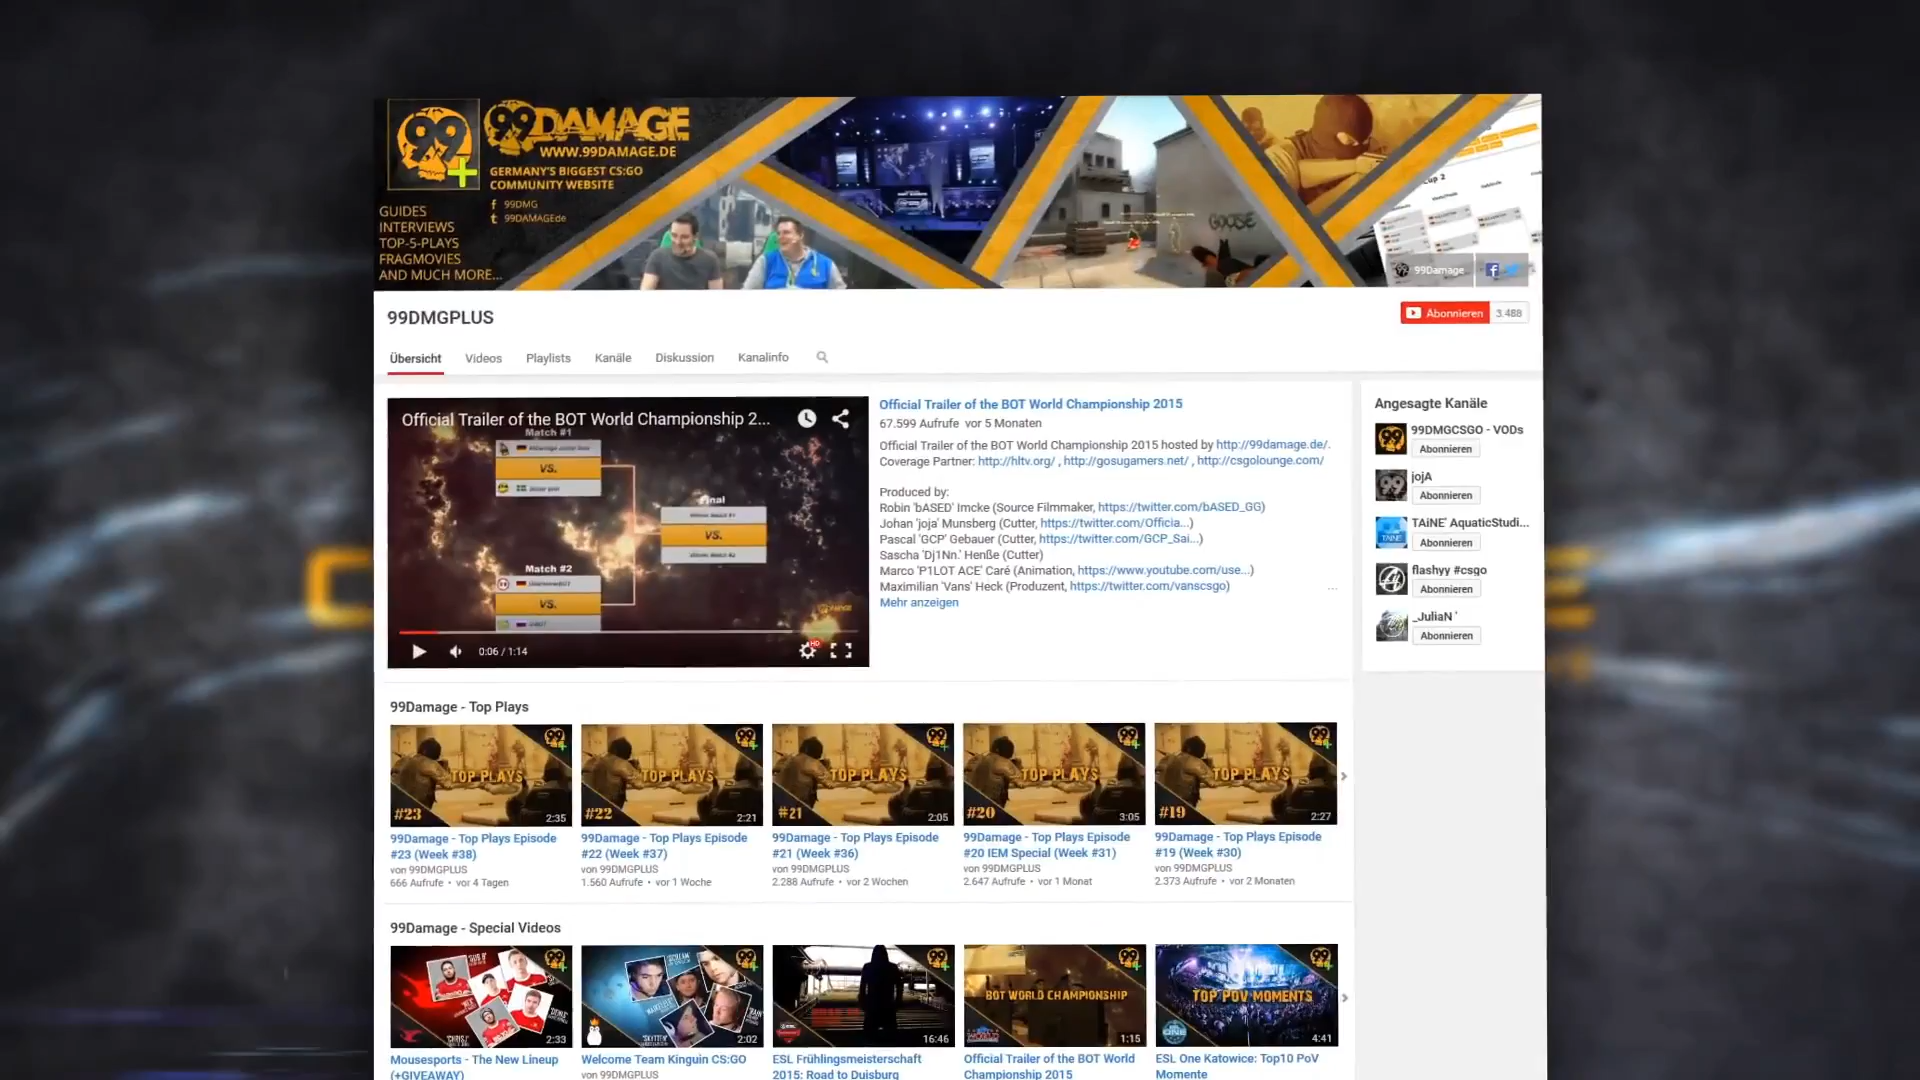 99DAMAGE
WWW.99DAMAGE.DE
GERMANY'S BIGGEST CS:GO
COMMUNITY WEBSITE
99DMG
99DAMAGEde
GUIDES
INTERVIEWS
TOP-5-PLAYS
FRAGMOVIES
AND MUCH MORE...
GOOSE
99Damage
99DMGPLUS
Abonnieren 3.488
Übersicht Videos Playlists Kanäle Diskussion Kanalinfo
Official Trailer of the BOT World Championship 2...
Match #1
VS.
Final
VS.
Match #2
VS.
0:06 / 1:14
HD
Official Trailer of the BOT World Championship 2015
67.599 Aufrufe vor 5 Monaten
Official Trailer of the BOT World Championship 2015 hosted by http://99damage.de/.
Coverage Partner: http://hltv.org/ , http://gosugamers.net/ , http://csgolounge.com/
Produced by:
Robin 'bASED' Imcke (Source Filmmaker, https://twitter.com/bASED_GG)
Johan 'joja' Munsberg (Cutter, https://twitter.com/Officia...)
Pascal 'GCP' Gebauer (Cutter, https://twitter.com/GCP_Sai...)
Sascha 'Dj1Nn.' Henße (Cutter)
Marco 'P1LOT ACE' Caré (Animation, https://www.youtube.com/use...)
Maximilian 'Vans' Heck (Produzent, https://twitter.com/vanscsgo)
...
Mehr anzeigen
Angesagte Kanäle
99DMGCSGO - VODs
Abonnieren
jojA
Abonnieren
TAiNE' AquaticStudi...
Abonnieren
flashyy #csgo
Abonnieren
_JuliaN '
Abonnieren
99Damage - Top Plays
TOP PLAYS
#23
2:35
TOP PLAYS
#22
2:21
TOP PLAYS
#21
2:05
TOP PLAYS
#20
3:05
TOP PLAYS
#19
2:27
99Damage - Top Plays Episode
#23 (Week #38)
von 99DMGPLUS
666 Aufrufe • vor 4 Tagen
99Damage - Top Plays Episode
#22 (Week #37)
von 99DMGPLUS
1.560 Aufrufe • vor 1 Woche
99Damage - Top Plays Episode
#21 (Week #36)
von 99DMGPLUS
2.288 Aufrufe • vor 2 Wochen
99Damage - Top Plays Episode
#20 IEM Special (Week #31)
von 99DMGPLUS
2.647 Aufrufe • vor 1 Monat
99Damage - Top Plays Episode
#19 (Week #30)
von 99DMGPLUS
2.373 Aufrufe • vor 2 Monaten
99Damage - Special Videos
2:33
2:02
16:46
BOT WORLD CHAMPIONSHIP
1:15
TOP POV MOMENTS
4:41
Mousesports - The New Lineup
(+GIVEAWAY)
Welcome Team Kinguin CS:GO
von 99DMGPLUS
ESL Frühlingsmeisterschaft
2015: Road to Duisburg
Official Trailer of the BOT World
Championship 2015
ESL One Katowice: Top10 PoV
Momente